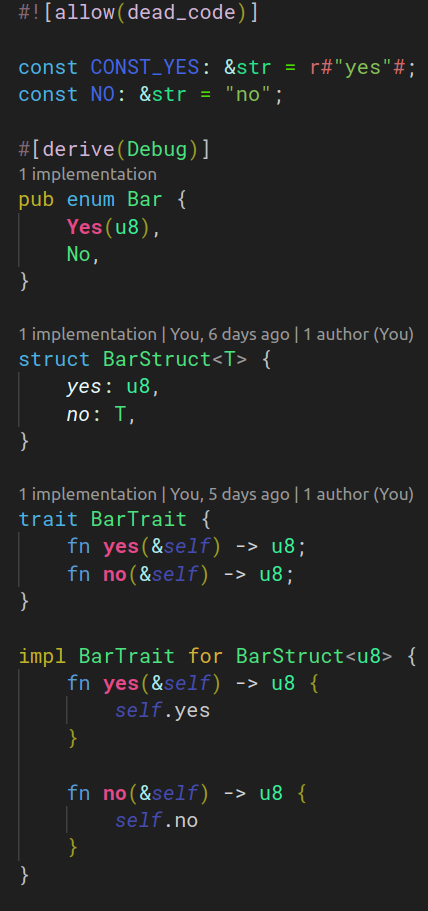 #![allow(dead_code)]
const CONST_YES: &str = r#"yes"#;
const NO: &str = "no";
#[derive(Debug)]
1 implementation
pub enum Bar {
    Yes(u8),
    No,
}
1 implementation | You, 6 days ago | 1 author (You)
struct BarStruct<T> {
    yes: u8,
    no: T,
}
1 implementation | You, 5 days ago | 1 author (You)
trait BarTrait {
    fn yes(&self) -> u8;
    fn no(&self) -> u8;
}
impl BarTrait for BarStruct<u8> {
    fn yes(&self) -> u8 {
        self.yes
    }
    fn no(&self) -> u8 {
        self.no
    }
}